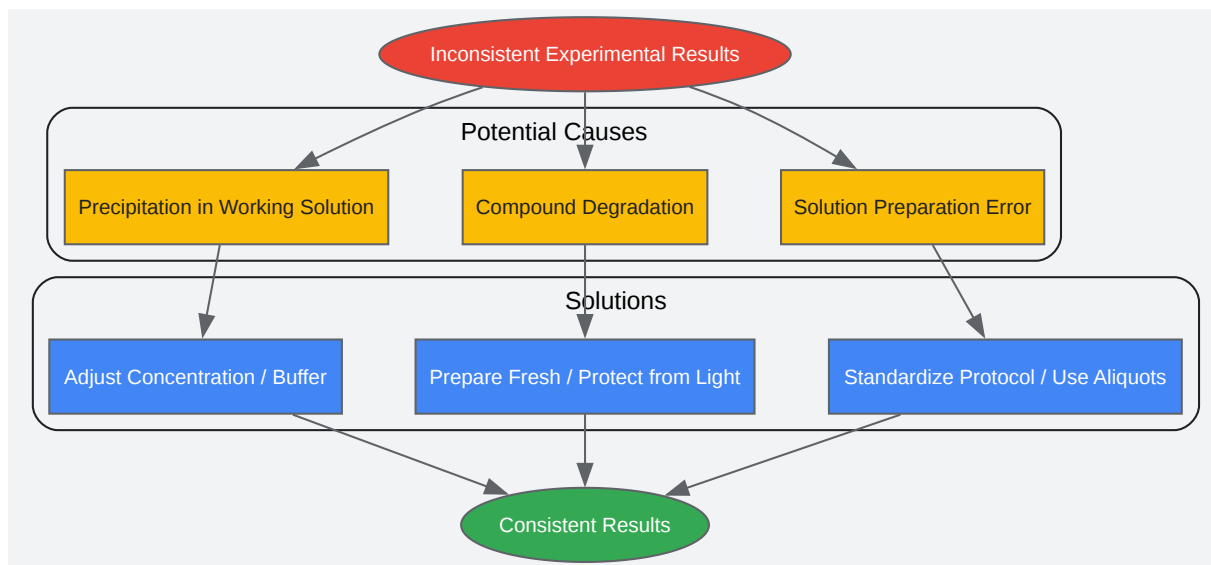 Inconsistent Experimental Results
Potential Causes
Precipitation in Working Solution
Compound Degradation
Solution Preparation Error
Solutions
Adjust Concentration / Buffer
Prepare Fresh / Protect from Light
Standardize Protocol / Use Aliquots
Consistent Results